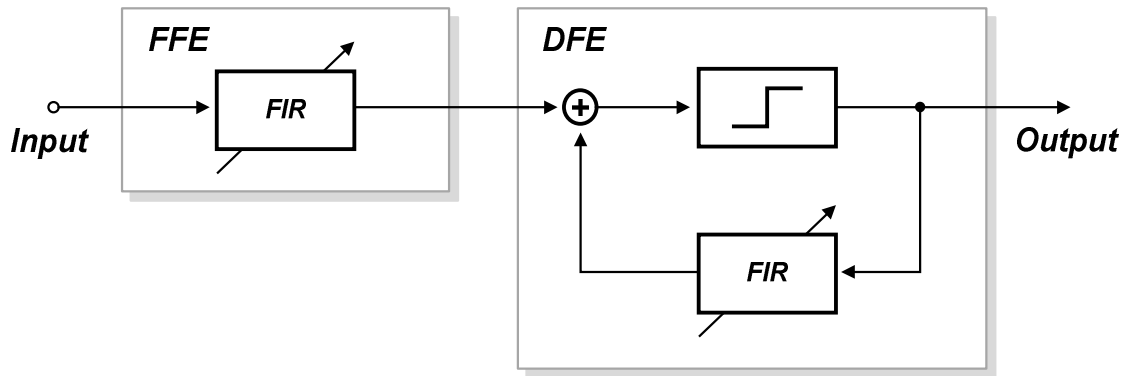 FFE
DFE
FIR
+
Input
Output
FIR